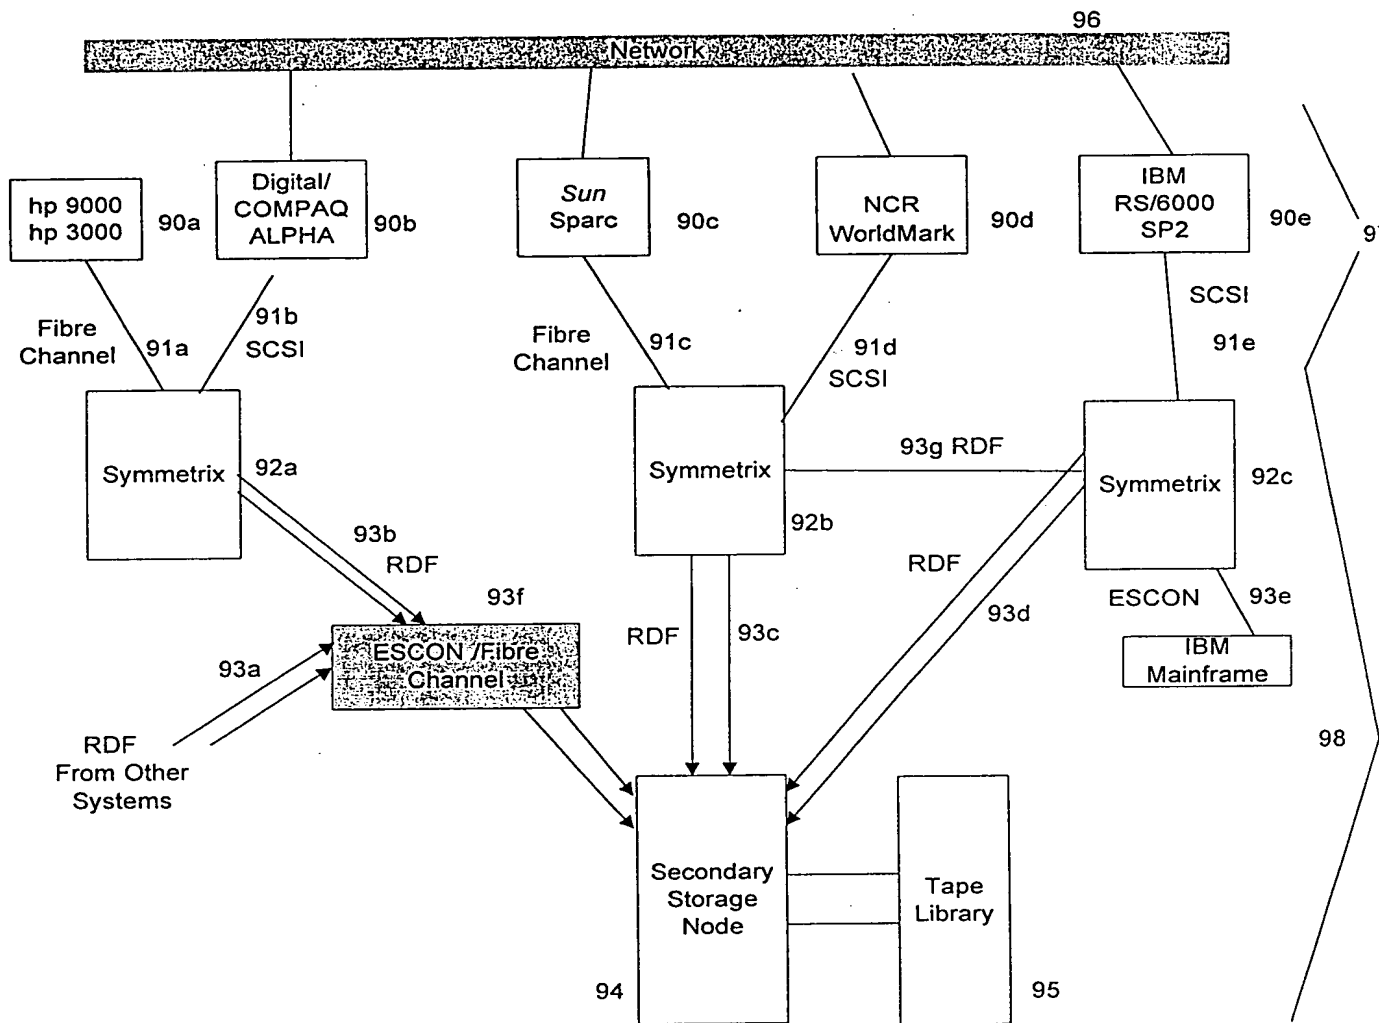 96
Network
hp 9000
hp 3000
90a
Digital/
COMPAQ
ALPHA
90b
Sun
Sparc
90c
NCR
WorldMark
90d
IBM
RS/6000
SP2
90e
Fibre
Channel
91a
91b
SCSI
Fibre
Channel
91c
91d
SCSI
SCSI
91e
Symmetrix
92a
Symmetrix
92b
93g RDF
Symmetrix
92c
98
93b
RDF
93f
ESCON /Fibre
Channel
93a
RDF
From Other
Systems
RDF
93c
RDF
93d
ESCON
93e
IBM
Mainframe
Secondary
Storage
Node
94
Tape
Library
95